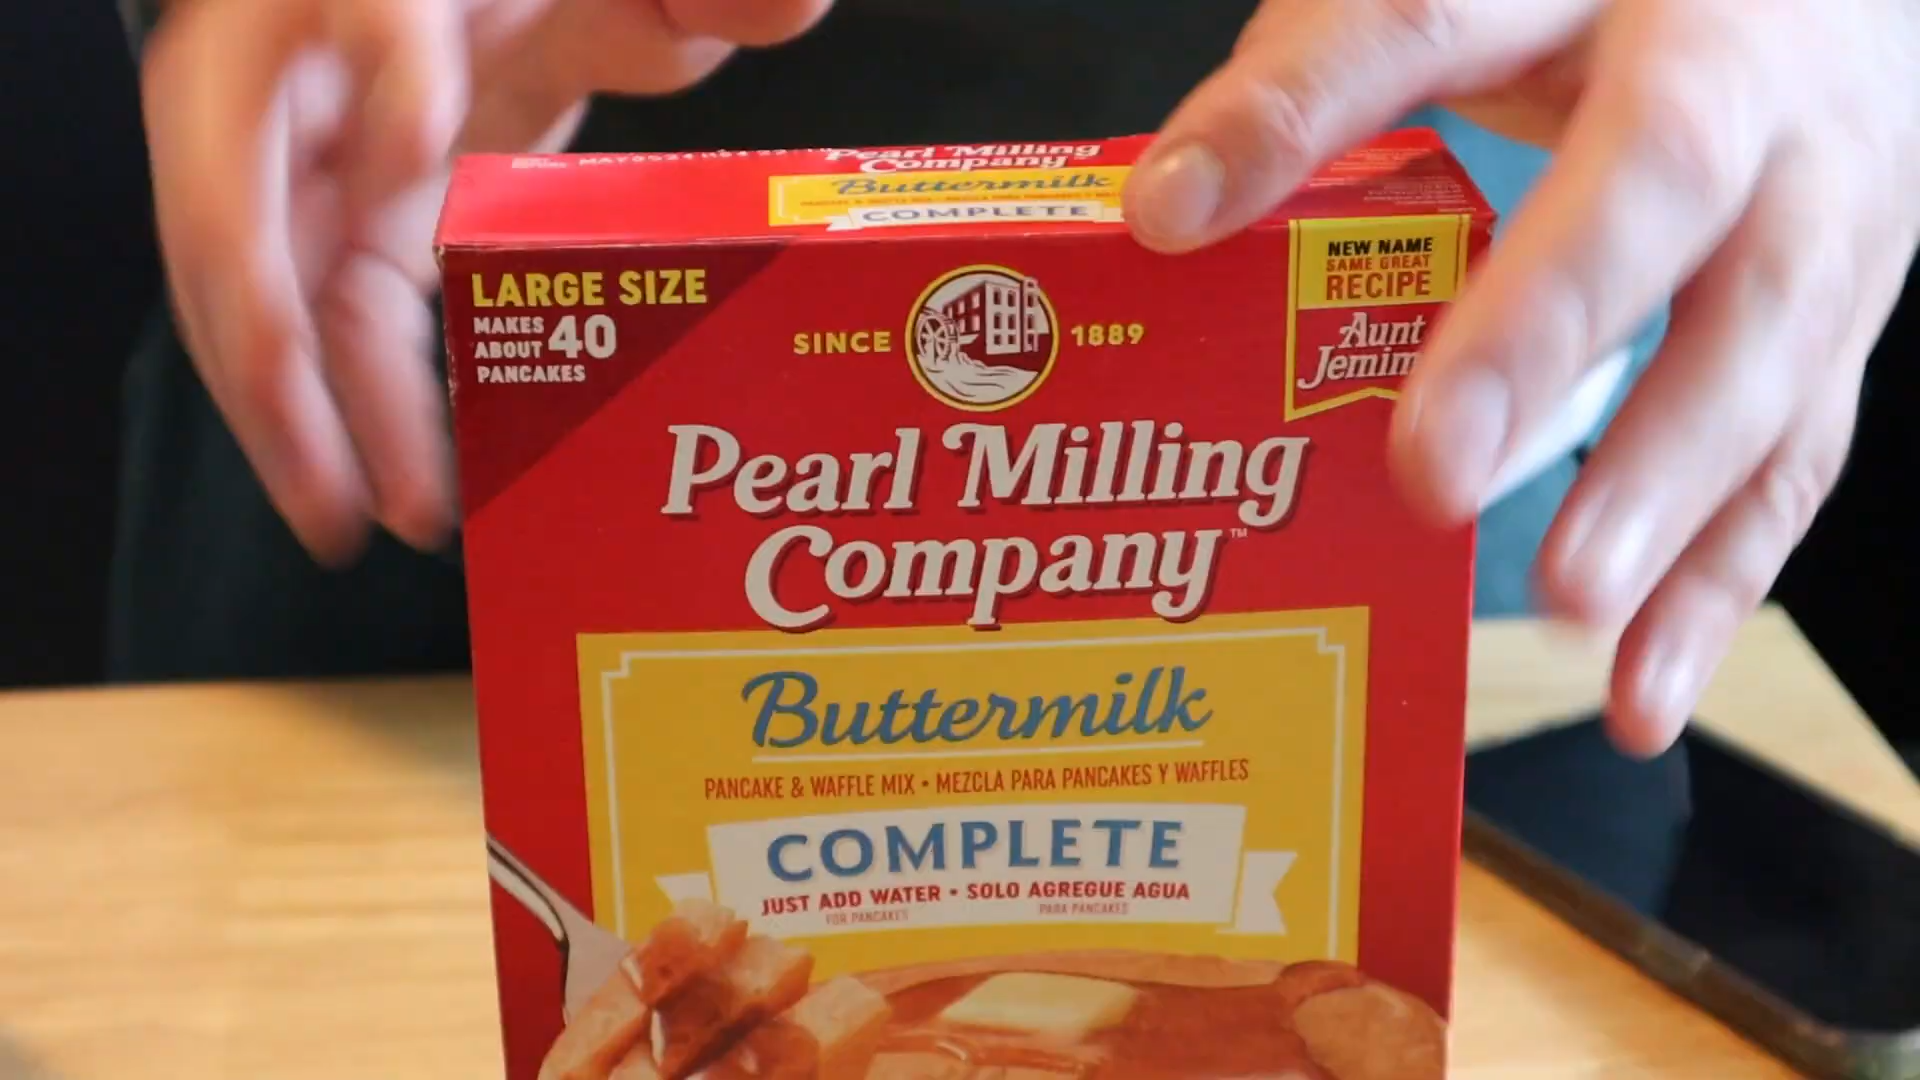 Pearl Milling
Company
Buttermilk
COMPLETE
LARGE SIZE
MAKES
ABOUT 40
PANCAKES
SINCE 1889
NEW NAME
SAME GREAT
RECIPE
Aunt
Jemim
Pearl Milling
Company™
Buttermilk
PANCAKE & WAFFLE MIX • MEZCLA PARA PANCAKES Y WAFFLES
COMPLETE
JUST ADD WATER • SOLO AGREGUE AGUA
FOR PANCAKES PARA PANCAKES